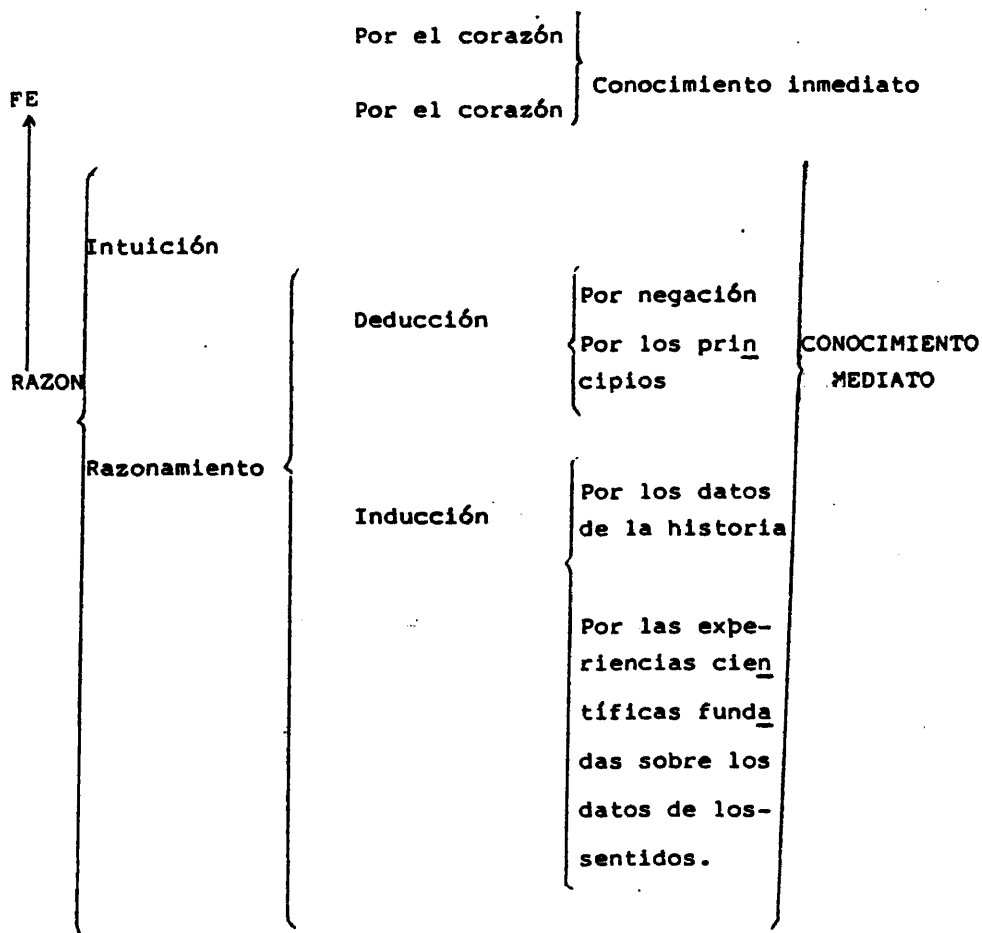 Por el corazón
Conocimiento inmediato
FE
Por el corazón
Intuición
Por negación
Deducción
Por los prin
CONOCIMIENTO
RAZON
cipios
MEDIATO
Razonamiento
Por los datos
Inducción
de la historia
Por las expe-
riencias cien
tíficas funda
das sobre los
datos de los-
sentidos.